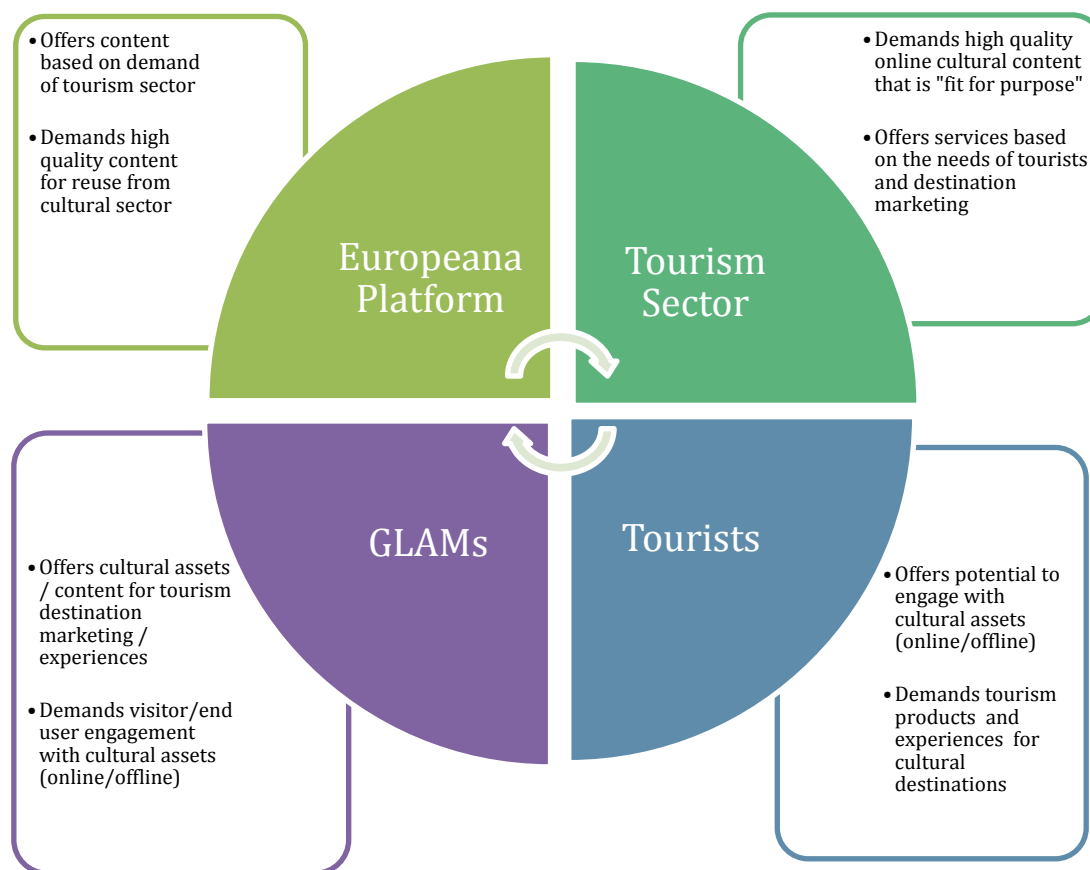 • Offers content
based on demand
of tourism sector
• Demands high
quality content
for reuse from
cultural sector
• Demands high quality
online cultural content
that is "fit for purpose"
• Offers services based
on the needs of tourists
and destination
marketing
Europeana
Platform
Tourism
Sector
GLAMs
Tourists
• Offers cultural assets
/ content for tourism
destination
marketing /
experiences
• Demands visitor/end
user engagement
with cultural assets
(online/offline)
• Offers potential to
engage with
cultural assets
(online/offline)
• Demands tourism
products and
experiences for
cultural
destinations